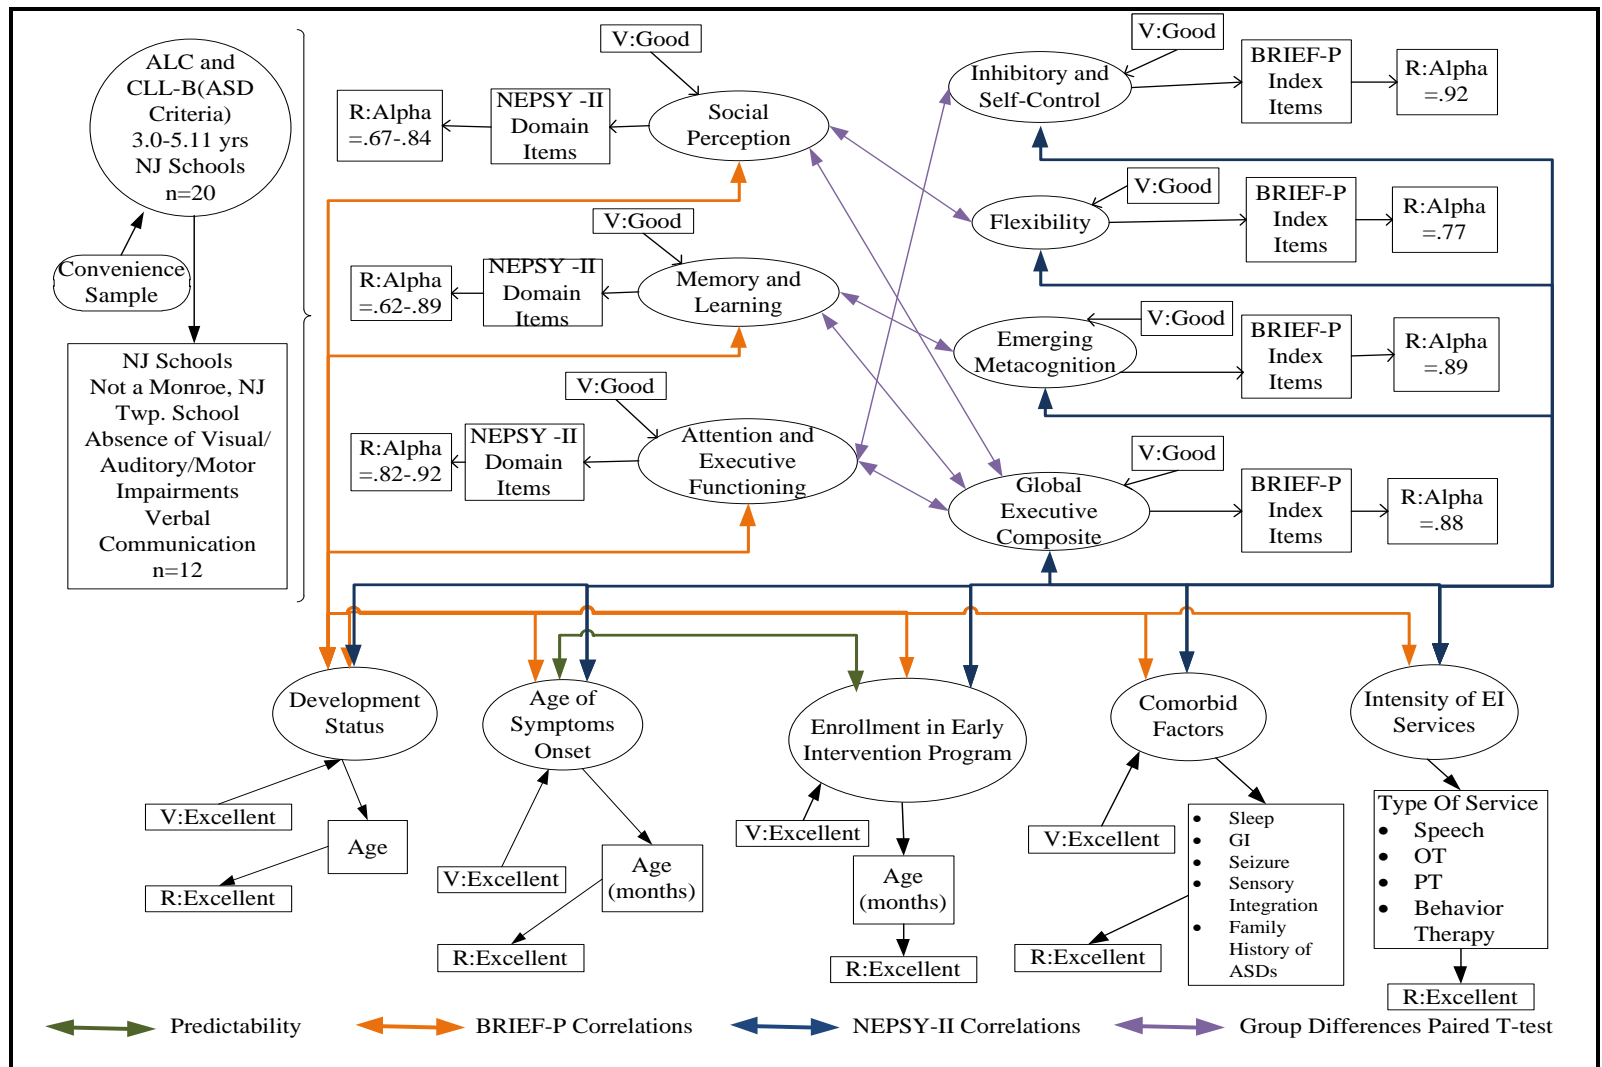 ALC and
CLL-B(ASD
Criteria)
3.0-5.11 yrs
NJ Schools
n=20
Convenience
Sample
NJ Schools
Not a Monroe, NJ
Twp. School
Absence of Visual/
Auditory/Motor
Impairments
Verbal
Communication
n=12
V:Good
R:Alpha
=.67-.84
NEPSY -II
Domain
Items
Social
Perception
V:Good
R:Alpha
=.62-.89
NEPSY -II
Domain
Items
Memory and
Learning
V:Good
R:Alpha
=.82-.92
NEPSY -II
Domain
Items
Attention and
Executive
Functioning
V:Good
Inhibitory and
Self-Control
BRIEF-P
Index
Items
R:Alpha
=.92
V:Good
Flexibility
BRIEF-P
Index
Items
R:Alpha
=.77
V:Good
Emerging
Metacognition
BRIEF-P
Index
Items
R:Alpha
=.89
V:Good
Global
Executive
Composite
BRIEF-P
Index
Items
R:Alpha
=.88
Development
Status
V:Excellent
Age
R:Excellent
Age of
Symptoms
Onset
V:Excellent
Age
(months)
R:Excellent
Enrollment in Early
Intervention Program
V:Excellent
Age
(months)
R:Excellent
Comorbid
Factors
V:Excellent
• Sleep
• GI
• Seizure
• Sensory
Integration
• Family
History of
ASDs
R:Excellent
Intensity of EI
Services
Type Of Service
• Speech
• OT
• PT
• Behavior
Therapy
R:Excellent
Predictability
BRIEF-P Correlations
NEPSY-II Correlations
Group Differences Paired T-test